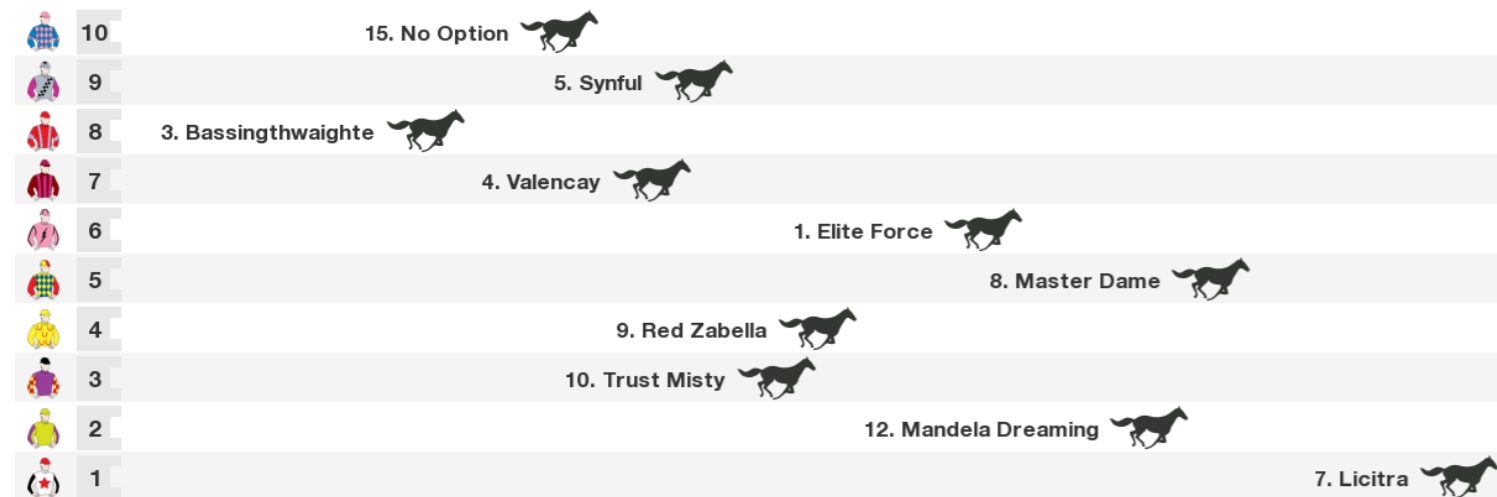 10 15. No Option
9 5. Synful
8 3. Bassingthwaighte
7 4. Valencay
6 1. Elite Force
5 8. Master Dame
4 9. Red Zabella
3 10. Trust Misty
2 12. Mandela Dreaming
1 7. Licitra